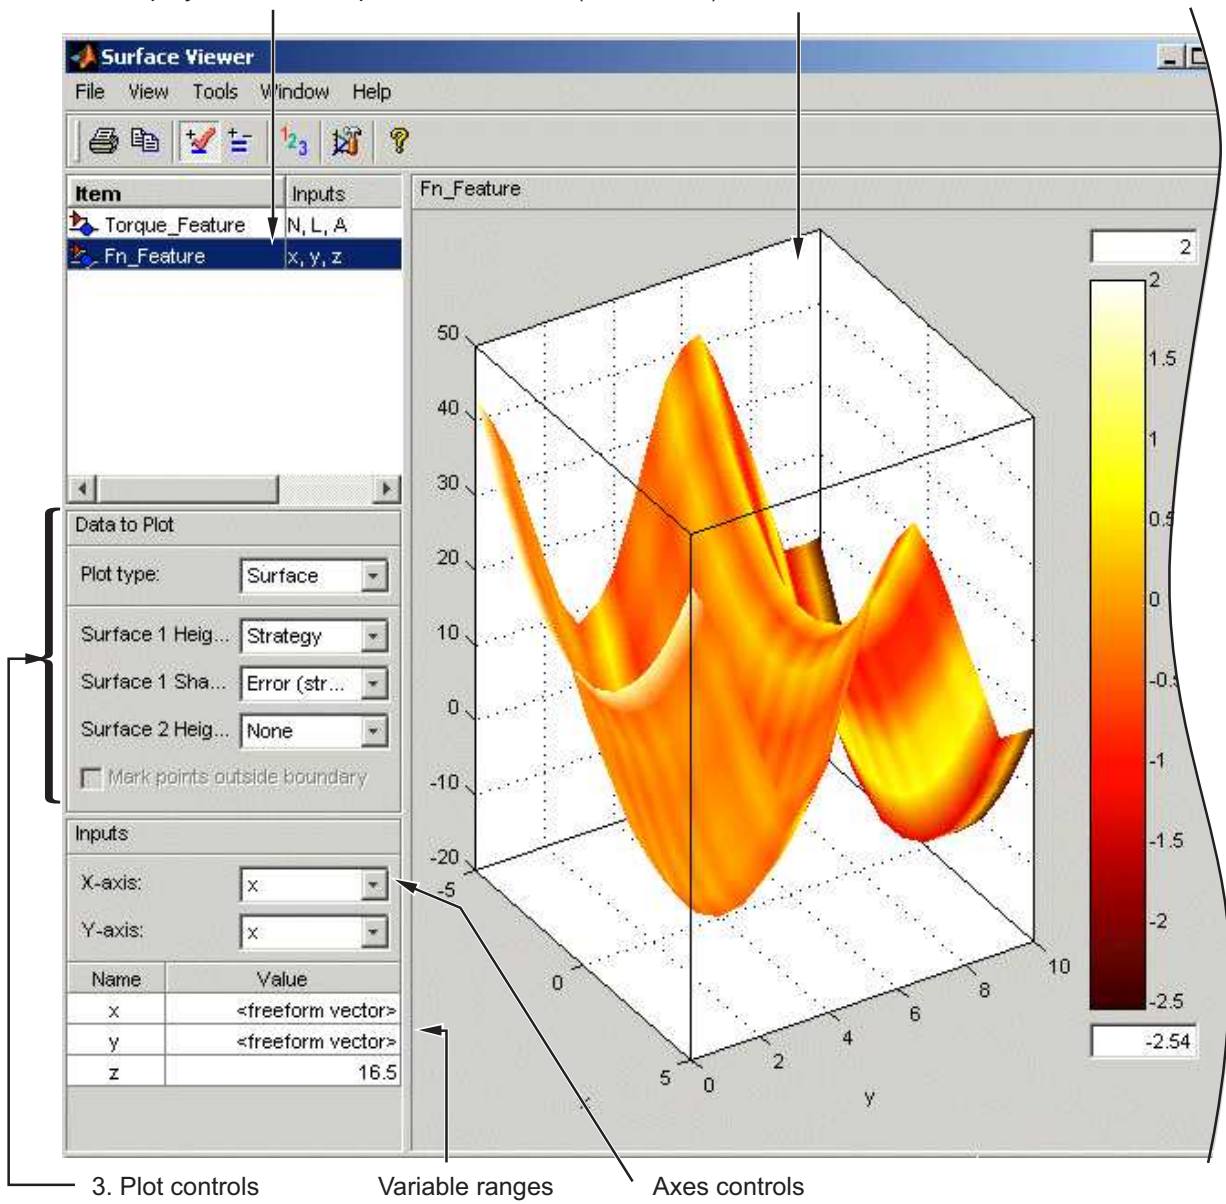 Surface Viewer
File View Tools Window Help
Item Inputs
Torque_Feature N, L, A
Fn_Feature x, y, z
Fn_Feature
50
40
30
20
10
0
-10
-20
-5
0
5
0
2
4
6
8
10
y
2
2
1.5
1
0.5
0
-0.5
-1
-1.5
-2
-2.5
-2.54
Data to Plot
Plot type: Surface
Surface 1 Heig... Strategy
Surface 1 Sha... Error (str...
Surface 2 Heig... None
Mark points outside boundary
Inputs
X-axis: x
Y-axis: x
Name Value
x <freeform vector>
y <freeform vector>
z 16.5
3. Plot controls
Variable ranges
Axes controls